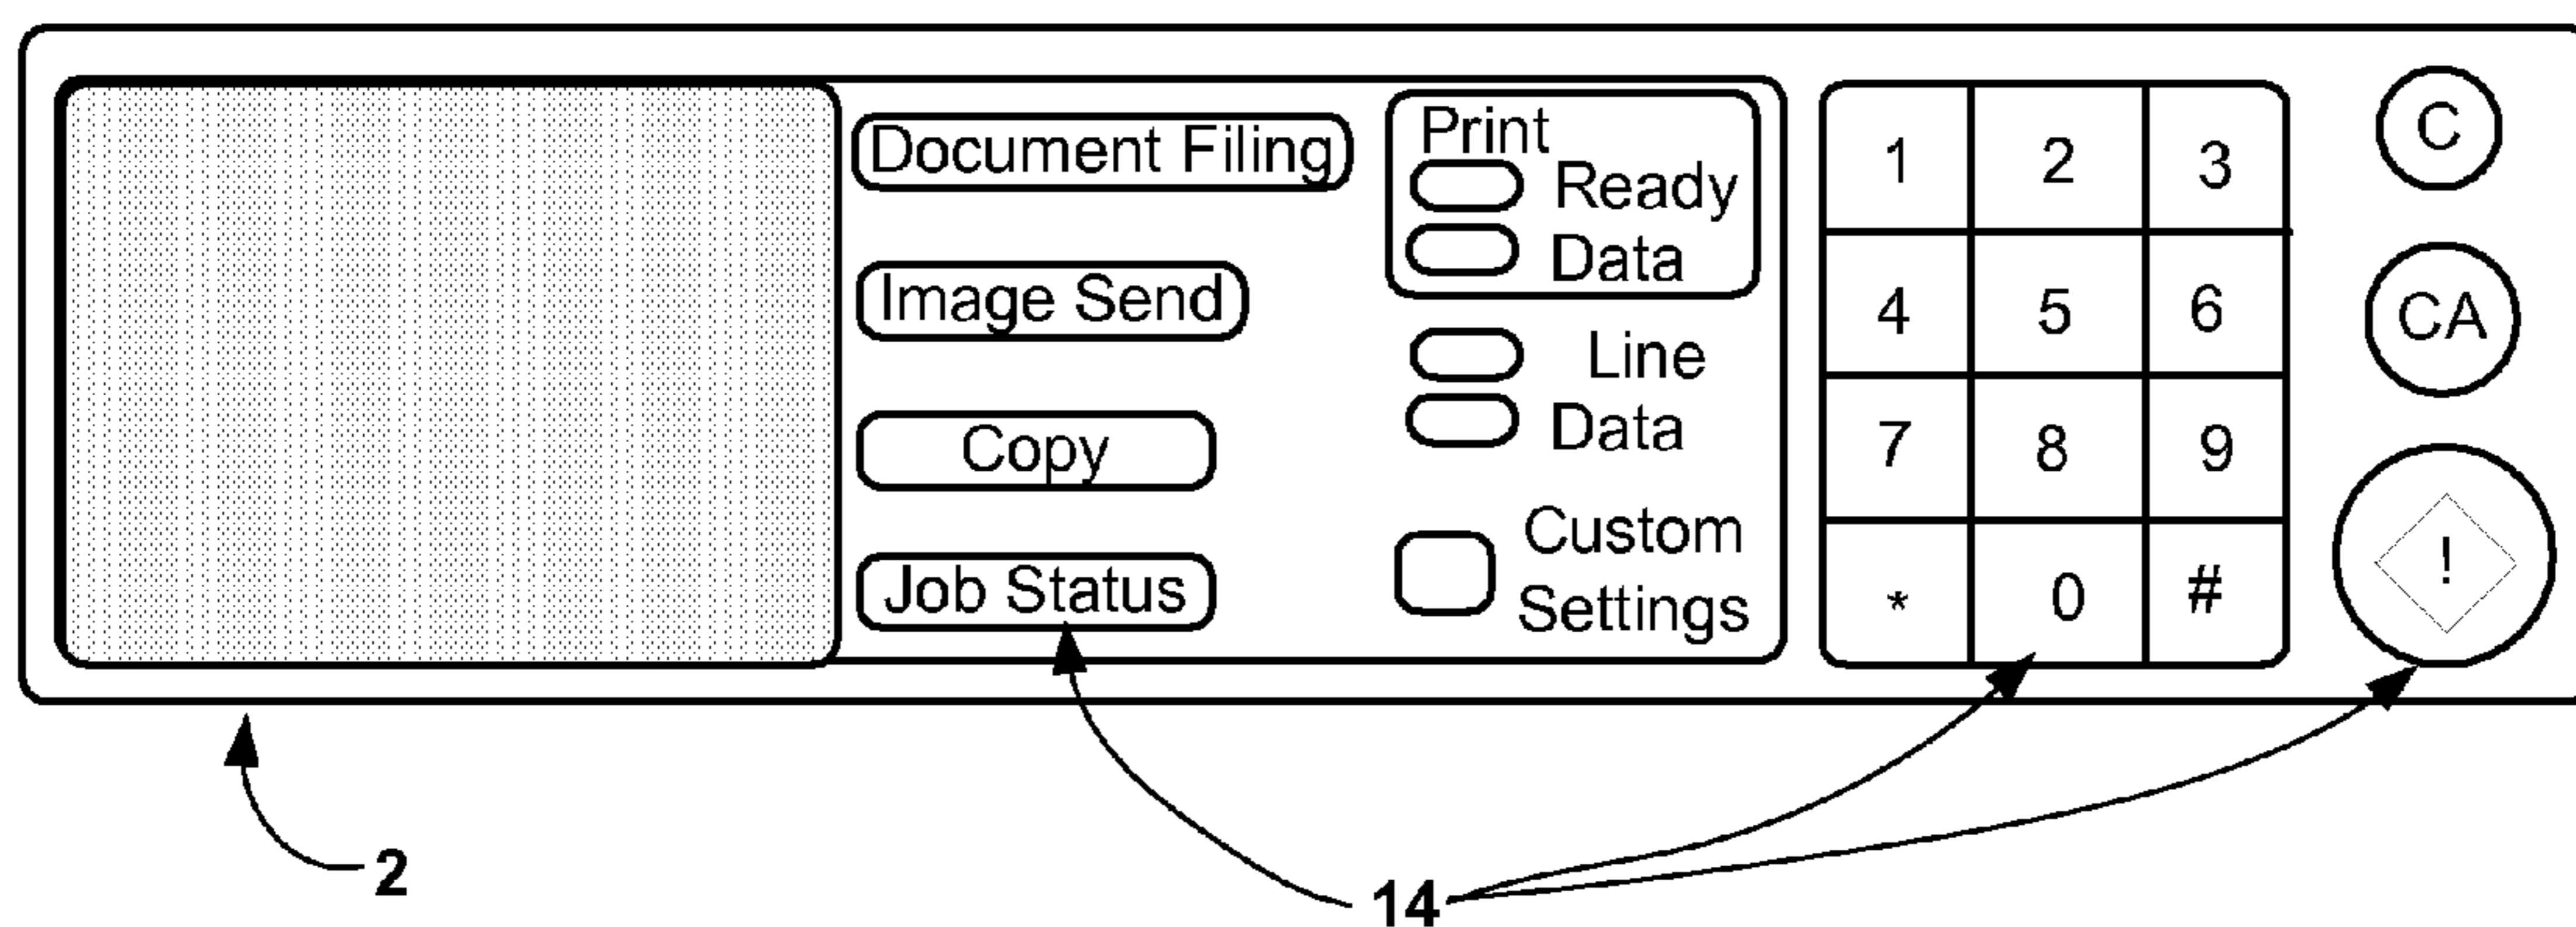 Document Filing
Image Send
Copy
Job Status
Print
Ready
Data
Line
Data
Custom
Settings
1 2 3
4 5 6
7 8 9
* 0 #
C
CA
!
2
14